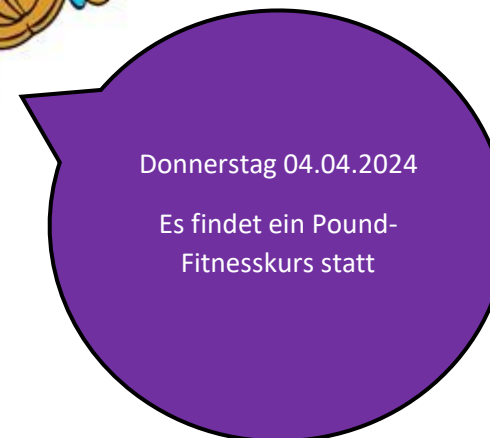 Donnerstag 04.04.2024
Es findet ein Pound-
Fitnesskurs statt